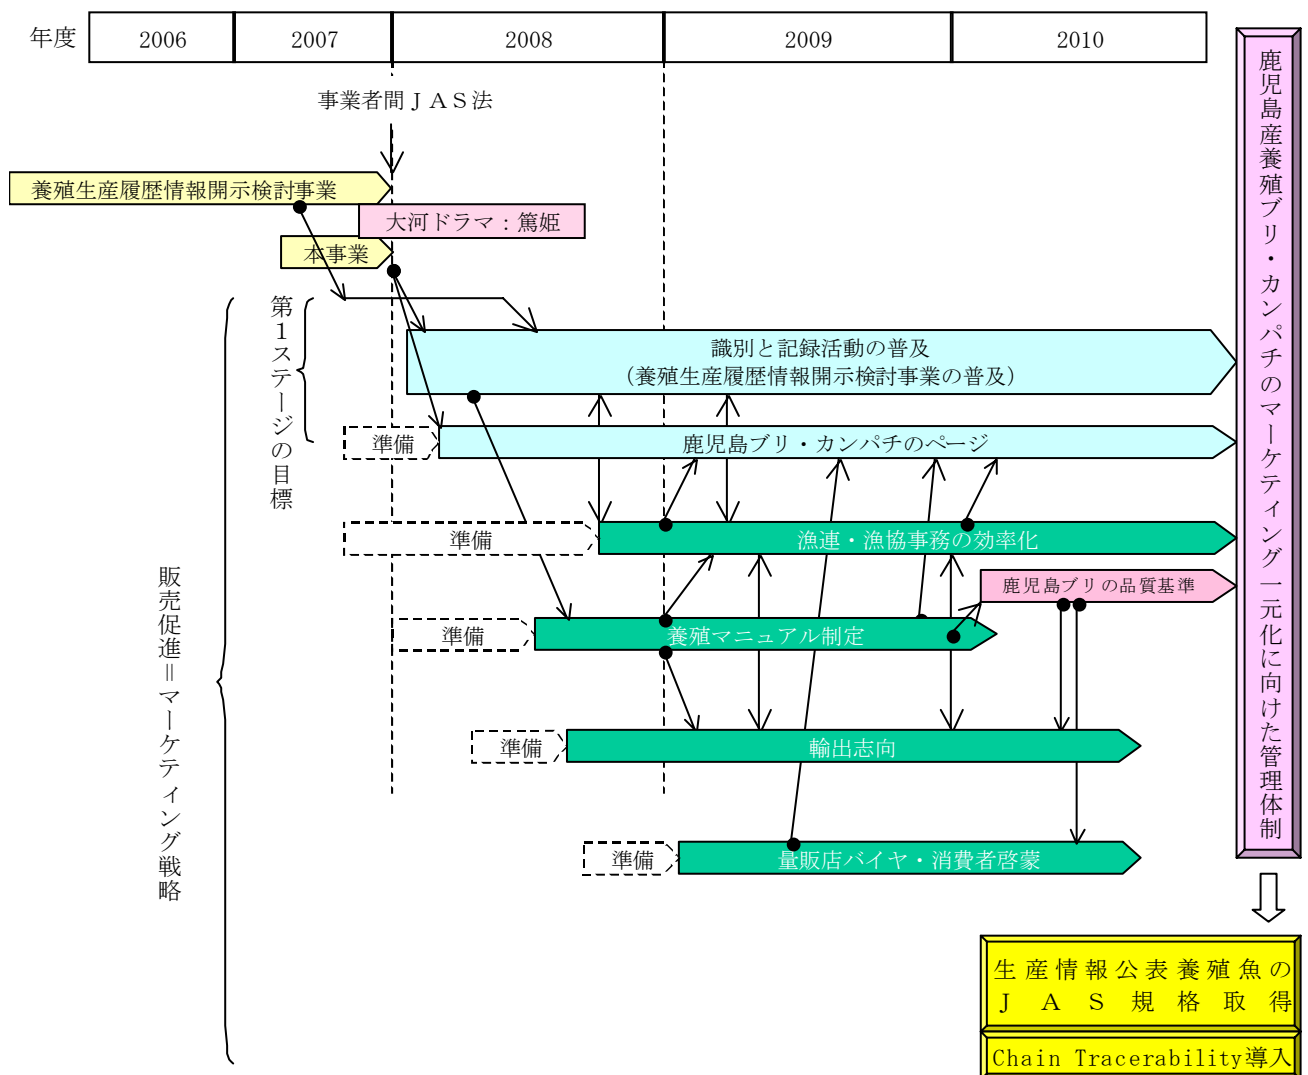 年度
2006
2007
2008
2009
2010
事業者間ＪＡＳ法
養殖生産履歴情報開示検討事業
大河ドラマ：篤姫
本事業
第１ステージの目標
識別と記録活動の普及
（養殖生産履歴情報開示検討事業の普及）
準備
鹿児島ブリ・カンパチのページ
準備
漁連・漁協事務の効率化
鹿児島ブリの品質基準
準備
養殖マニュアル制定
準備
輸出志向
準備
量販店バイヤ・消費者啓蒙
販売促進＝マーケティング戦略
鹿児島産養殖ブリ・カンパチのマーケティング一元化に向けた管理体制
生産情報公表養殖魚の
ＪＡＳ規格取得
Chain Tracerability導入